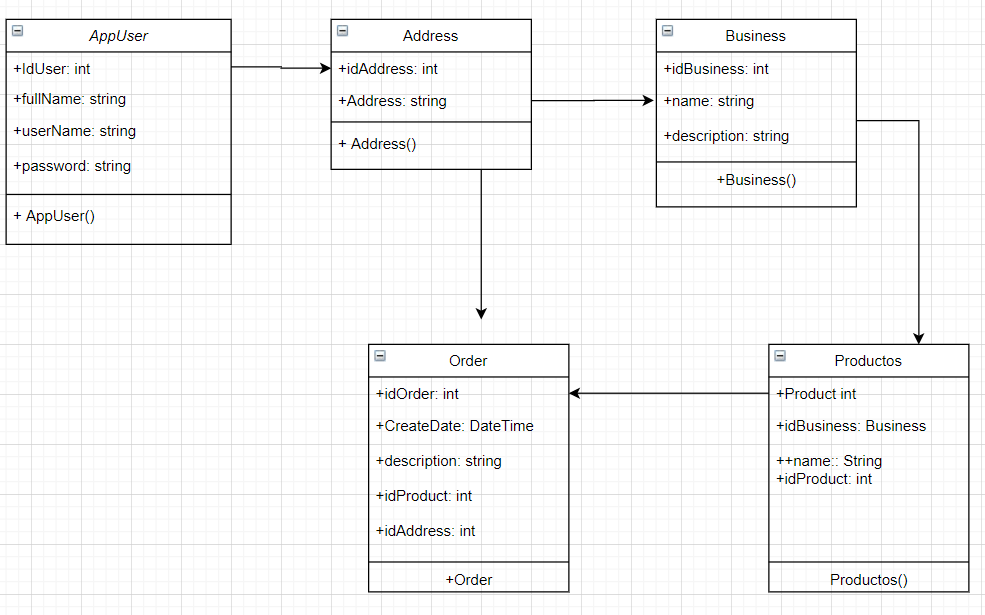 AppUser
+IdUser: int
+fullName: string
+userName: string
+password: string
+ AppUser()
Address
+idAddress: int
+Address: string
+ Address()
Business
+idBusiness: int
+name: string
+description: string
+Business()
Order
+idOrder: int
+CreateDate: DateTime
+description: string
+idProduct: int
+idAddress: int
+Order
Productos
+Product int
+idBusiness: Business
++name:: String
+idProduct: int
Productos()